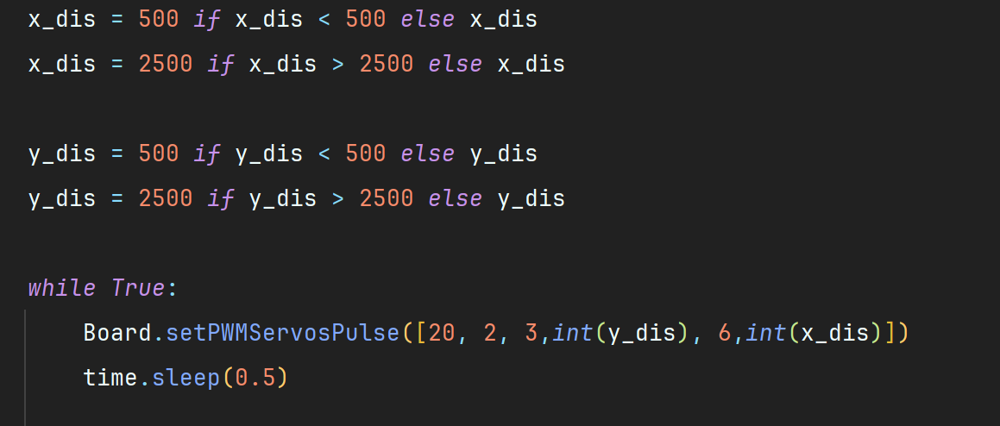 x_dis = 500 if x_dis < 500 else x_dis
x_dis = 2500 if x_dis > 2500 else x_dis
y_dis = 500 if y_dis < 500 else y_dis
y_dis = 2500 if y_dis > 2500 else y_dis
while True:
    Board.setPWMServosPulse([20, 2, 3,int(y_dis), 6,int(x_dis)])
    time.sleep(0.5)